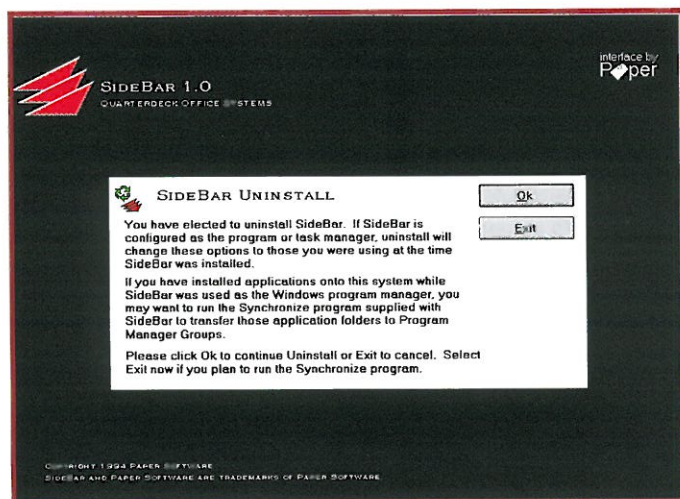 SIDEBAR 1.0
QUARTERDECK OFFICE SYSTEMS
interface by
Paper
SIDEBAR UNINSTALL
Ok
Exit
You have elected to uninstall SideBar. If SideBar is
configured as the program or task manager, uninstall will
change these options to those you were using at the time
SideBar was installed.
If you have installed applications onto this system while
SideBar was used as the Windows program manager, you
may want to run the Synchronize program supplied with
SideBar to transfer those application folders to Program
Manager Groups.
Please click Ok to continue Uninstall or Exit to cancel. Select
Exit now if you plan to run the Synchronize program.
COPYRIGHT 1994 PAPER SOFTWARE
SIDEBAR AND PAPER SOFTWARE ARE TRADEMARKS OF PAPER SOFTWARE